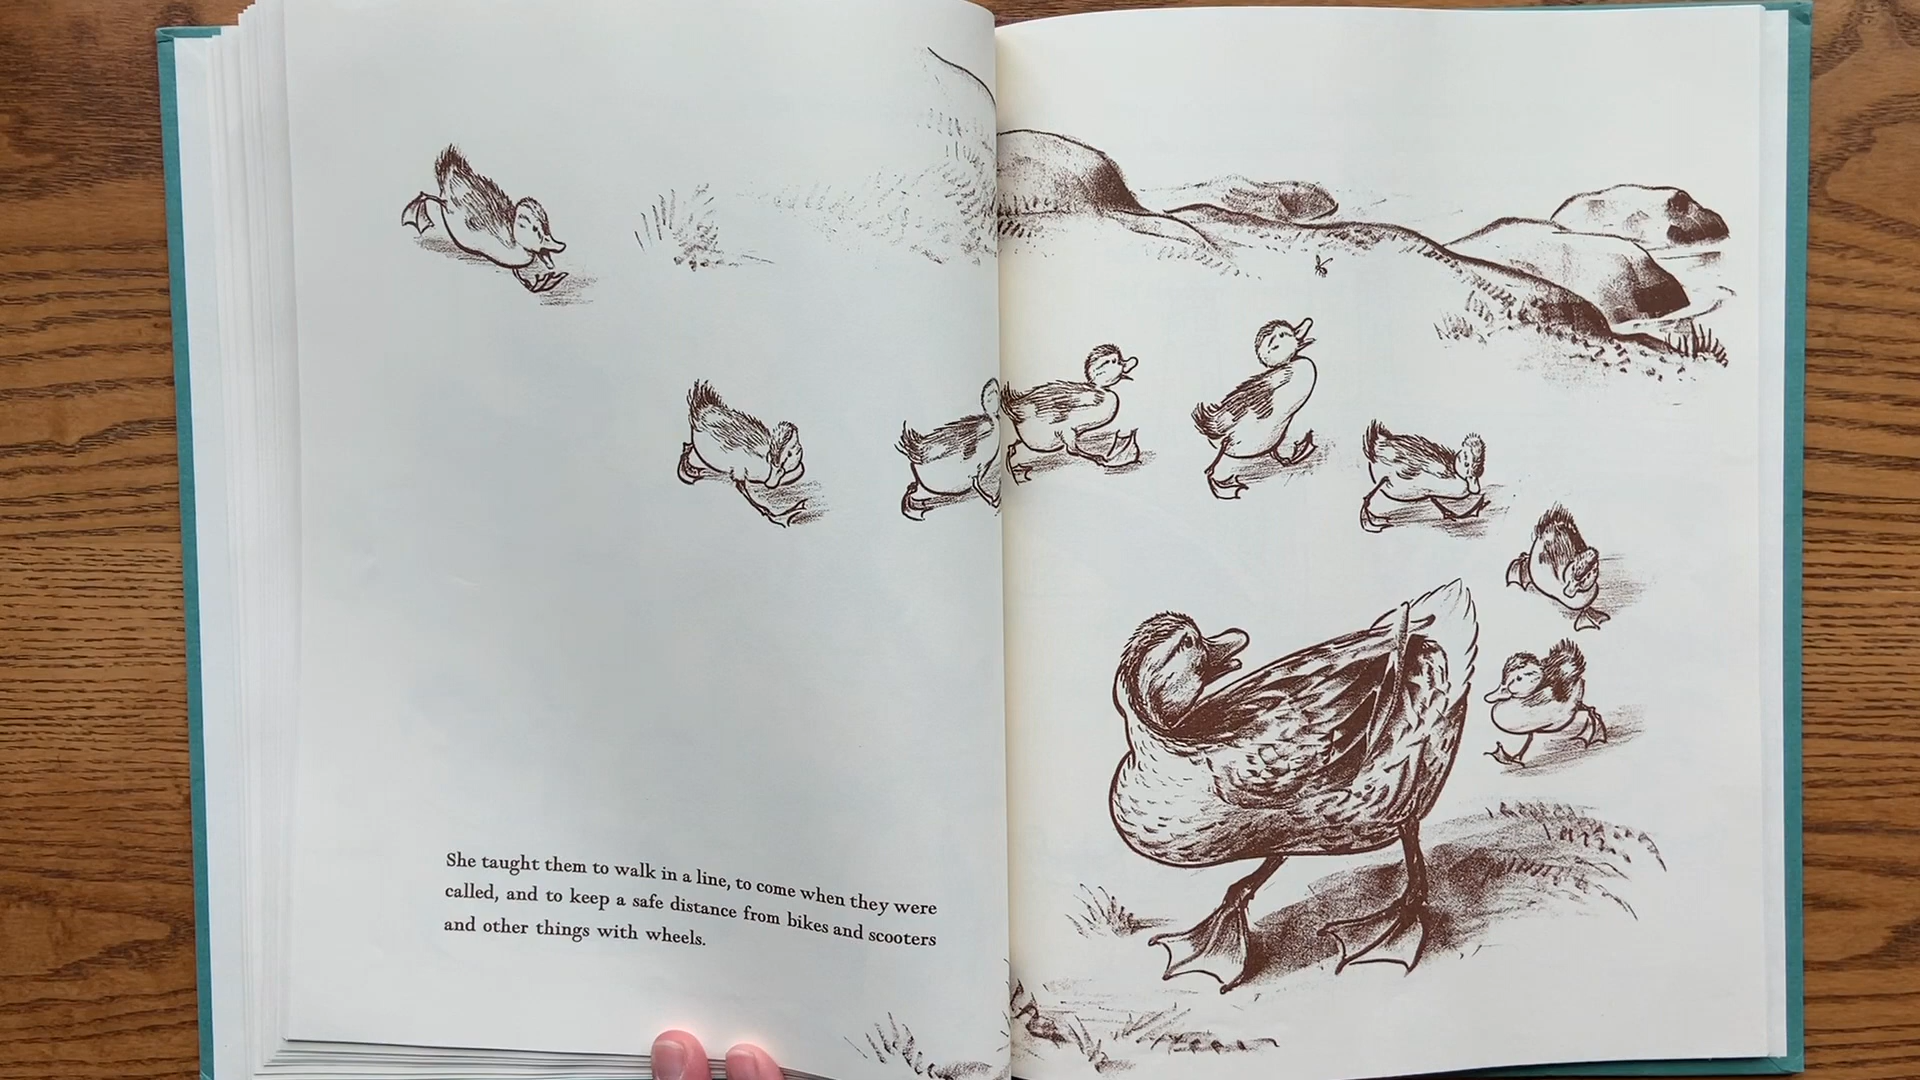 She taught them to walk in a line, to come when they were
called, and to keep a safe distance from bikes and scooters
and other things with wheels.